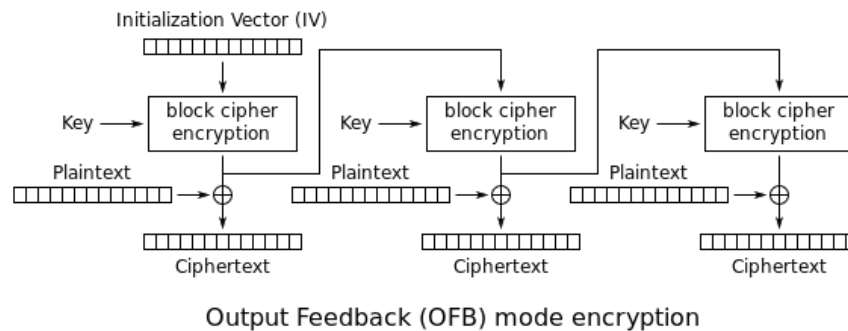 Initialization Vector (IV)
Key
block cipher
encryption
Key
block cipher
encryption
Key
block cipher
encryption
Plaintext
Plaintext
Plaintext
Ciphertext
Ciphertext
Ciphertext
Output Feedback (OFB) mode encryption